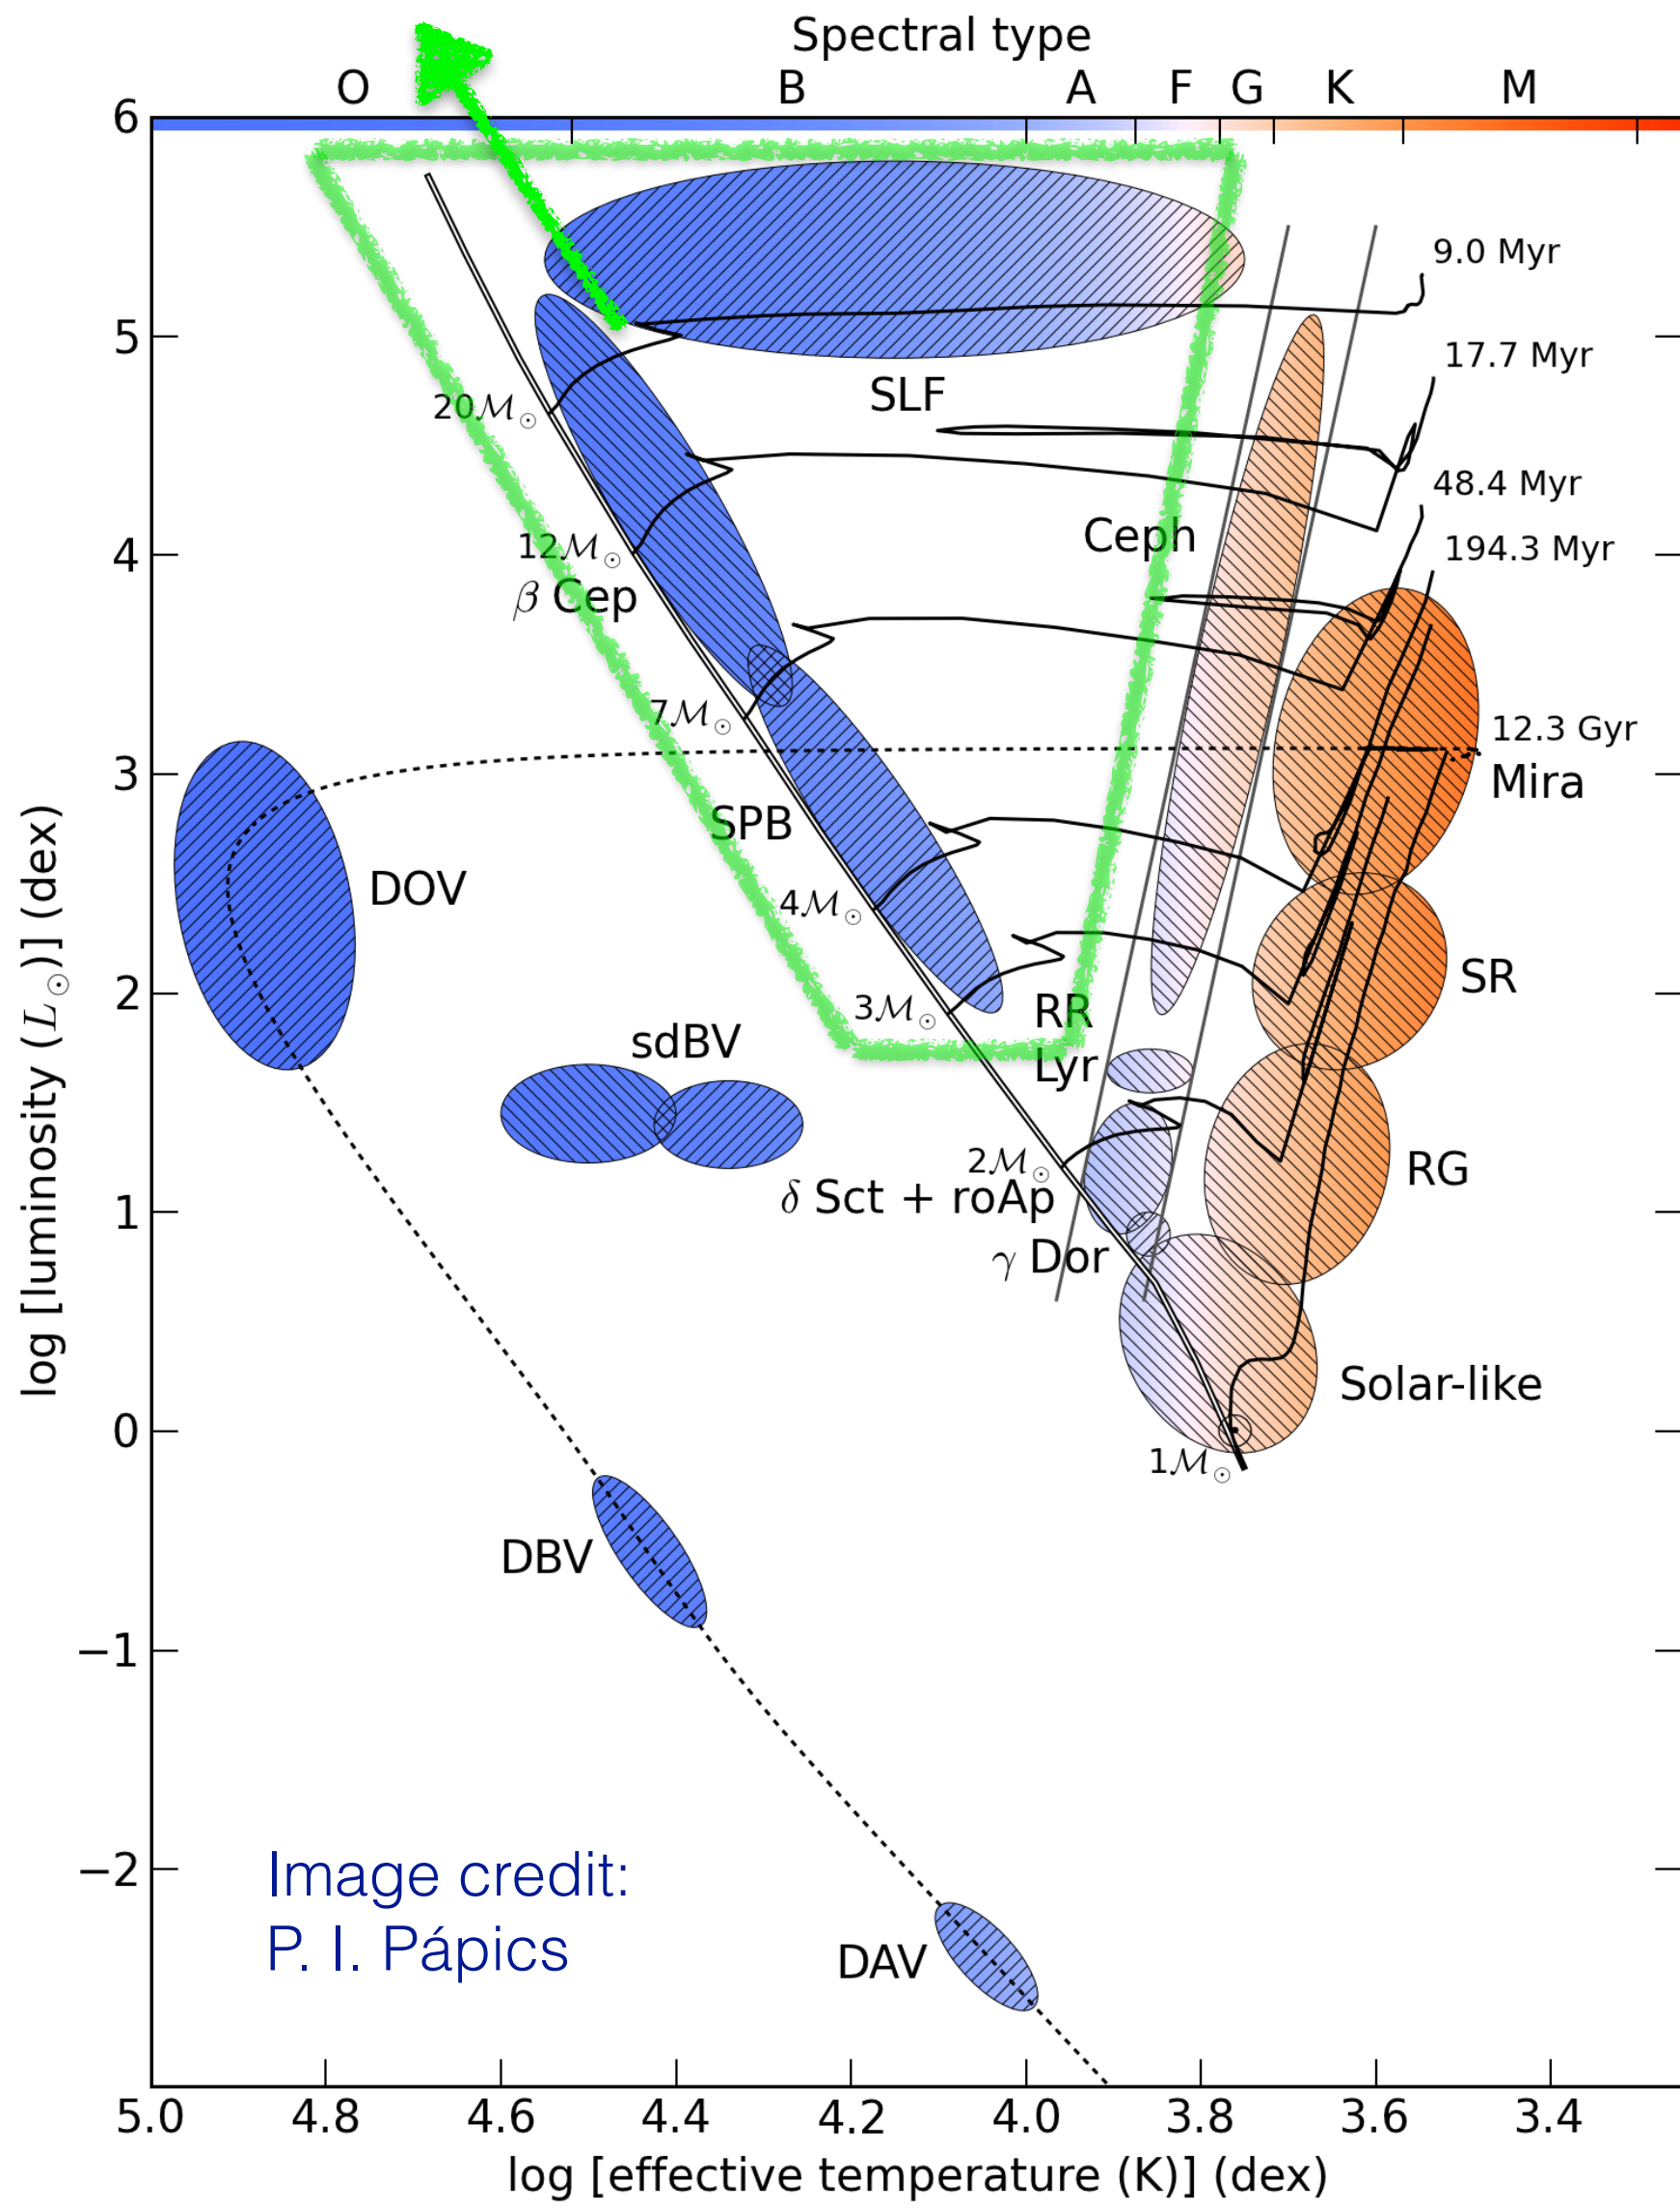 Spectral type
O B A F G K M
6
9.0 Myr
5
17.7 Myr
SLF
20ℳ☉
48.4 Myr
Ceph
194.3 Myr
4
12ℳ☉
β Cep
7ℳ☉
12.3 Gyr
3
Mira
SPB
DOV
4ℳ☉
SR
2
3ℳ☉
RR
Lyr
sdBV
2ℳ☉
RG
δ Sct + roAp
1
γ Dor
Solar-like
0
1ℳ☉
DBV
−1
−2
Image credit:
P. I. Pápics
DAV
log [luminosity (L☉)] (dex)
5.0 4.8 4.6 4.4 4.2 4.0 3.8 3.6 3.4
log [effective temperature (K)] (dex)